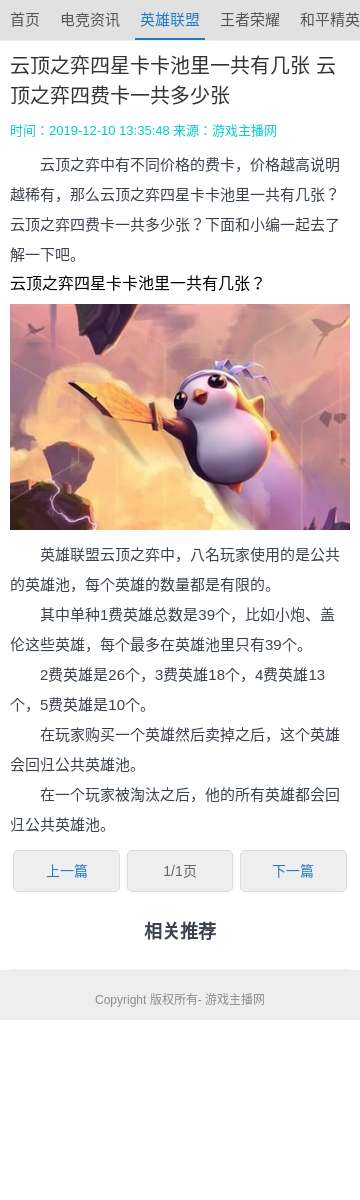 首页 电竞资讯 英雄联盟 王者荣耀 和平精英
云顶之弈四星卡卡池里一共有几张 云
顶之弈四费卡一共多少张
时间：2019-12-10 13:35:48 来源：游戏主播网
云顶之弈中有不同价格的费卡，价格越高说明
越稀有，那么云顶之弈四星卡卡池里一共有几张？
云顶之弈四费卡一共多少张？下面和小编一起去了
解一下吧。
云顶之弈四星卡卡池里一共有几张？
英雄联盟云顶之弈中，八名玩家使用的是公共
的英雄池，每个英雄的数量都是有限的。
其中单种1费英雄总数是39个，比如小炮、盖
伦这些英雄，每个最多在英雄池里只有39个。
2费英雄是26个，3费英雄18个，4费英雄13
个，5费英雄是10个。
在玩家购买一个英雄然后卖掉之后，这个英雄
会回归公共英雄池。
在一个玩家被淘汰之后，他的所有英雄都会回
归公共英雄池。
上一篇 1/1页 下一篇
相关推荐
Copyright 版权所有- 游戏主播网